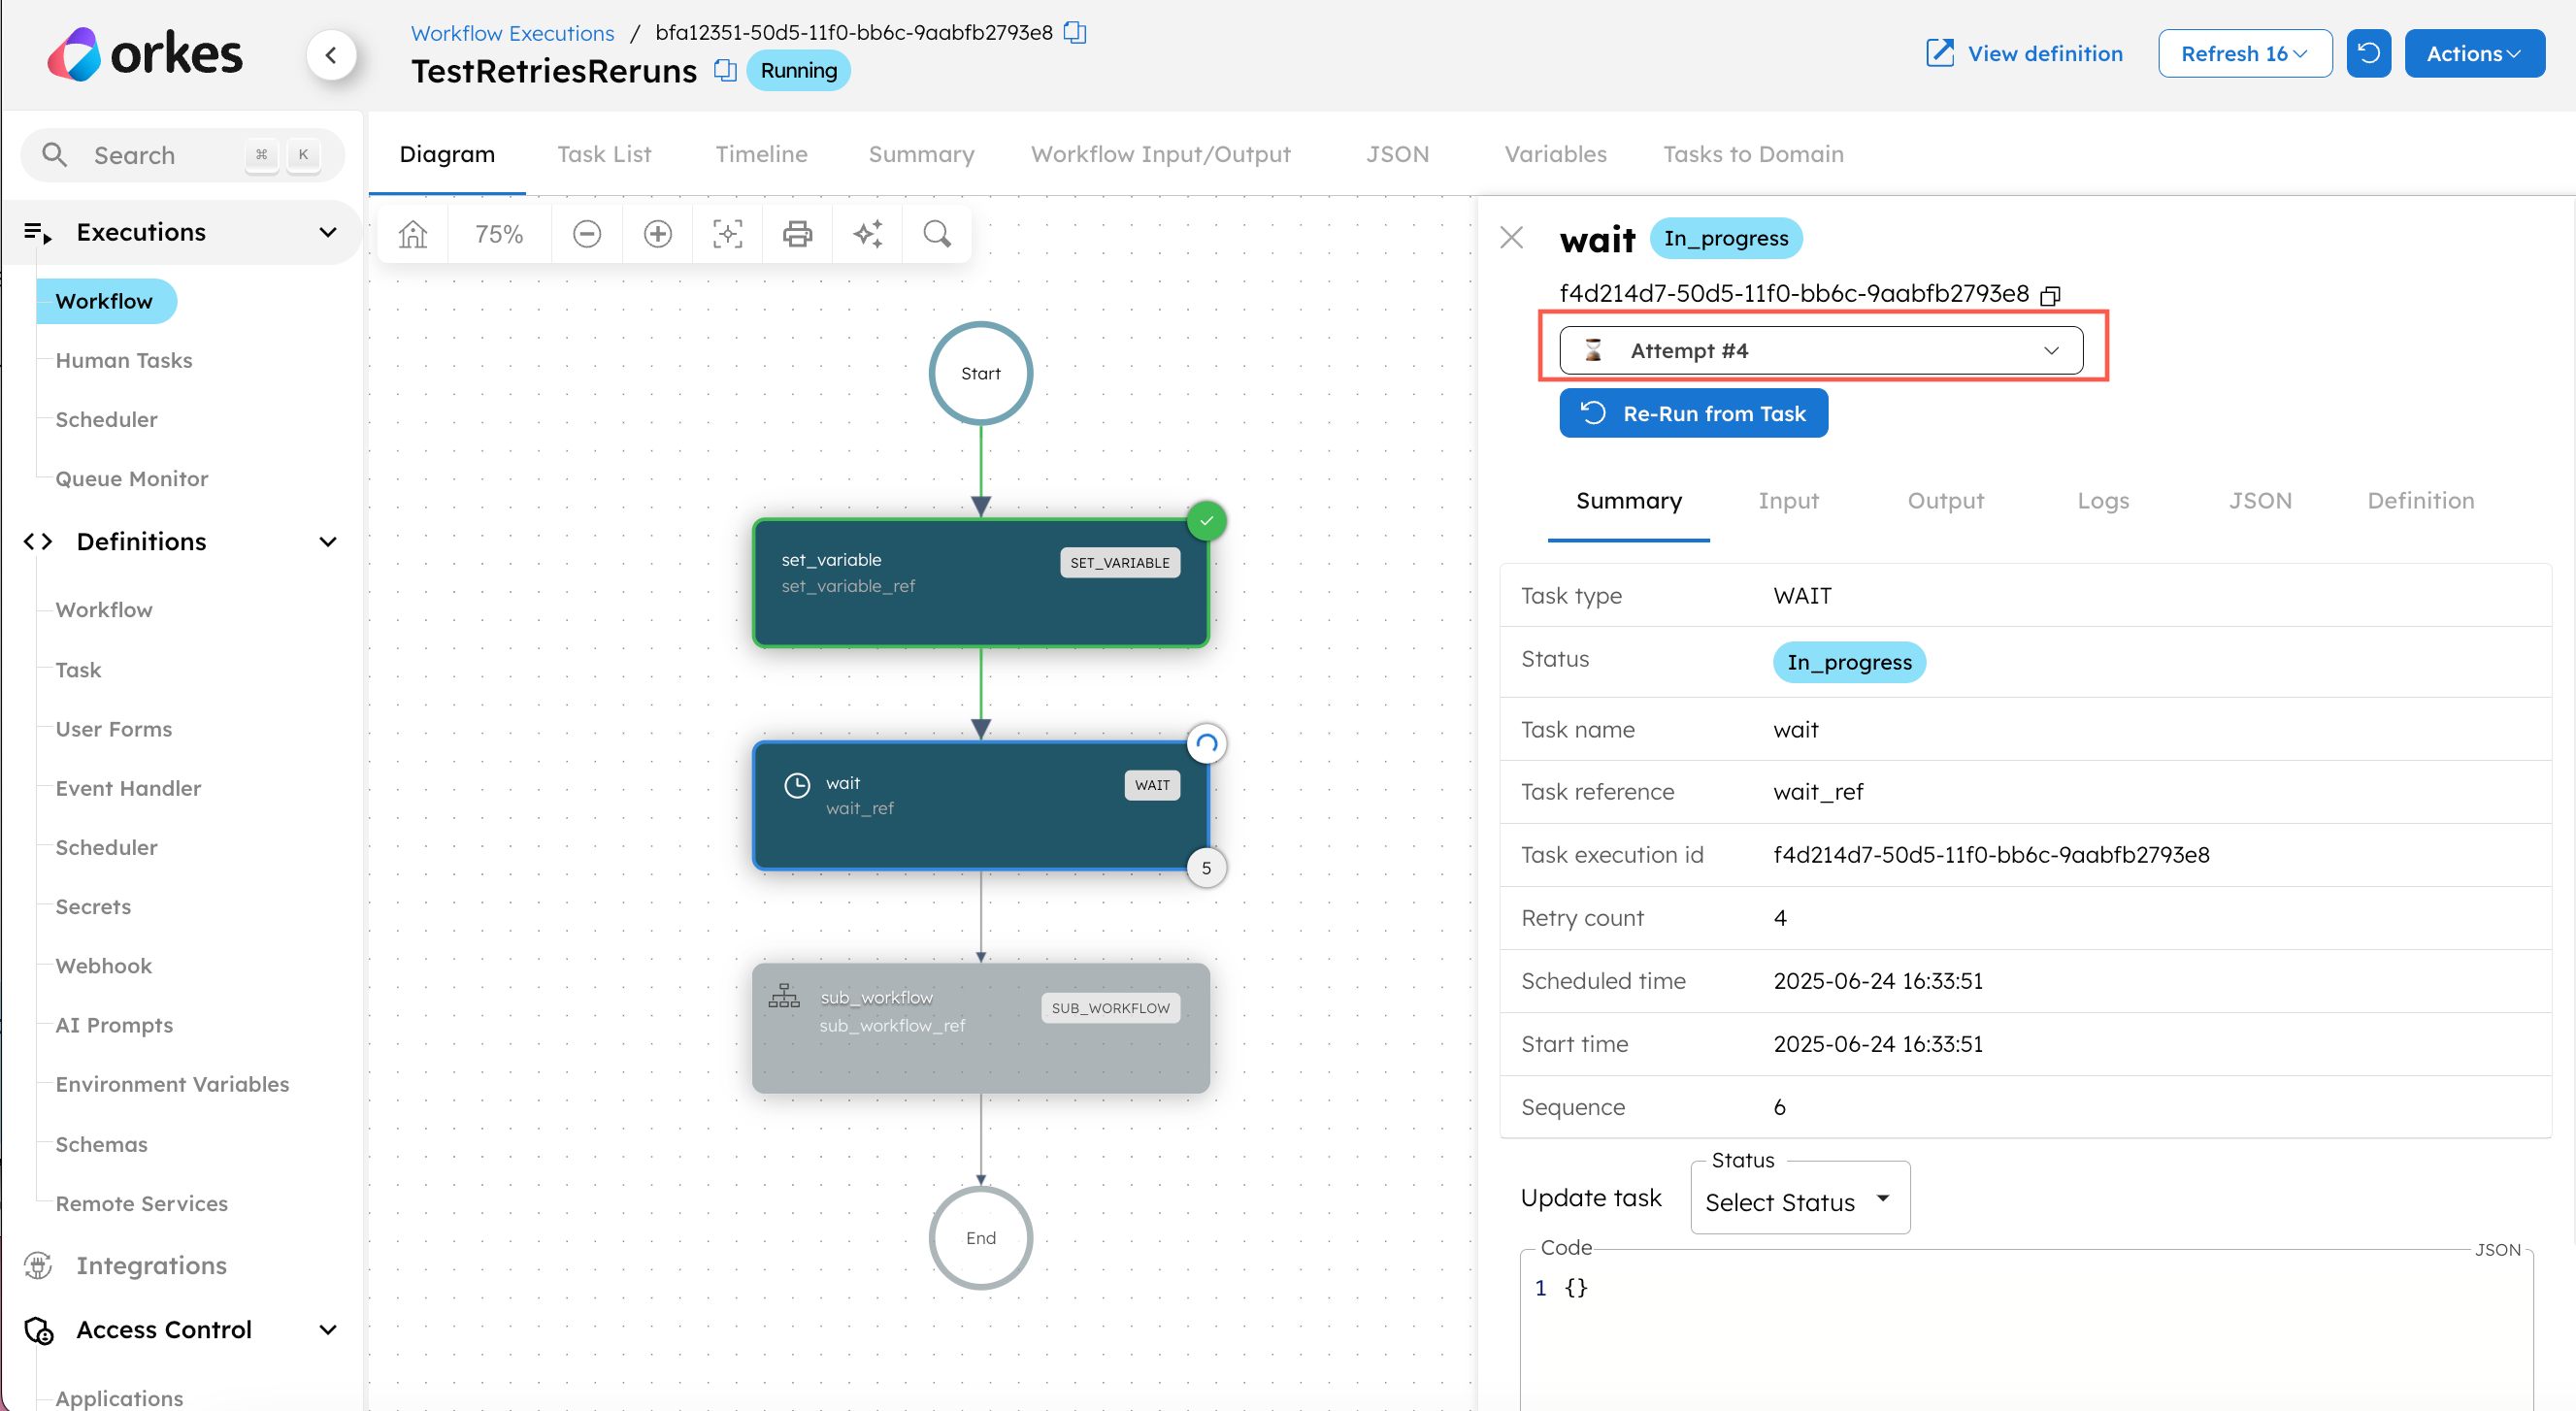 orkes
Workflow Executions / bfa12351-50d5-11f0-bb6c-9aabfb2793e8
TestRetriesReruns Running
View definition
Refresh 16
Actions
Search ⌘ K
Executions
Workflow
Human Tasks
Scheduler
Queue Monitor
Definitions
Workflow
Task
User Forms
Event Handler
Scheduler
Secrets
Webhook
AI Prompts
Environment Variables
Schemas
Remote Services
Integrations
Access Control
Applications
Diagram Task List Timeline Summary Workflow Input/Output JSON Variables Tasks to Domain
75%
Start
set_variable SET_VARIABLE
set_variable_ref
wait WAIT
wait_ref
5
sub_workflow SUB_WORKFLOW
sub_workflow_ref
End
wait In_progress
f4d214d7-50d5-11f0-bb6c-9aabfb2793e8
Attempt #4
Re-Run from Task
Summary Input Output Logs JSON Definition
Task type WAIT
Status In_progress
Task name wait
Task reference wait_ref
Task execution id f4d214d7-50d5-11f0-bb6c-9aabfb2793e8
Retry count 4
Scheduled time 2025-06-24 16:33:51
Start time 2025-06-24 16:33:51
Sequence 6
Status
Update task Select Status
Code JSON
1 {}